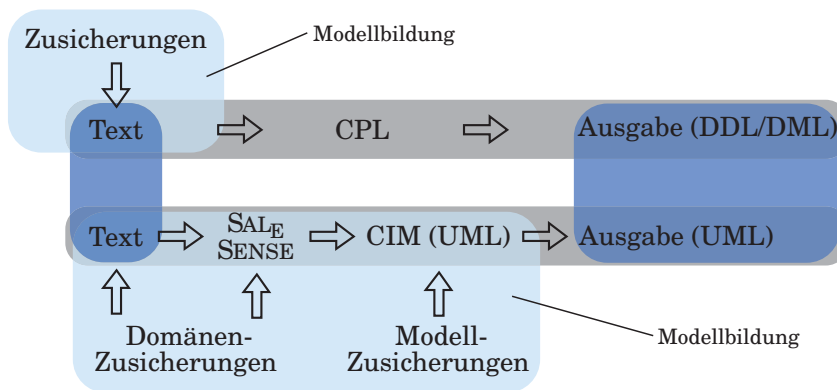 Zusicherungen
Modellbildung
Text
CPL
Ausgabe (DDL/DML)
Text
SALE
SENSE
CIM (UML)
Ausgabe (UML)
Domänen-
Zusicherungen
Modell-
Zusicherungen
Modellbildung